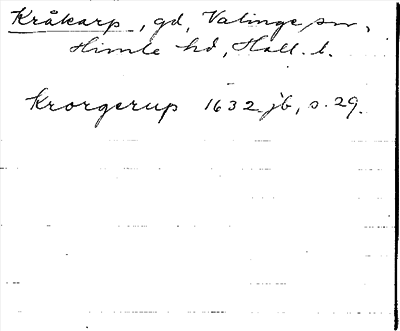 Kråkarp, gd, Valinge sn,
Himle hd, Hall. l.
Krorgerup 1632 jb, s. 29.